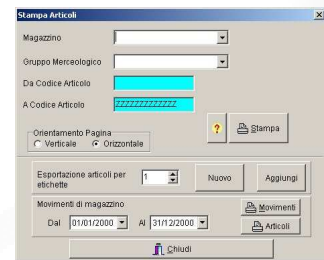 Stampa Articoli
Magazzino
Gruppo Merceologico
Da Codice Articolo
A Codice Articolo ZZZZZZZZZZZZZ
Orientamento Pagina
Verticale Orizzontale
? Stampa
Esportazione articoli per etichette 1 Nuovo Aggiungi
Movimenti di magazzino
Dal 01/01/2000 Al 31/12/2000
Movimenti
Articoli
Chiudi